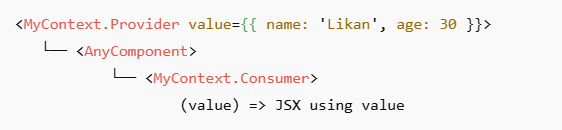 <MyContext.Provider value={{ name: 'Likan', age: 30 }}>
└── <AnyComponent>
└── <MyContext.Consumer>
(value) => JSX using value